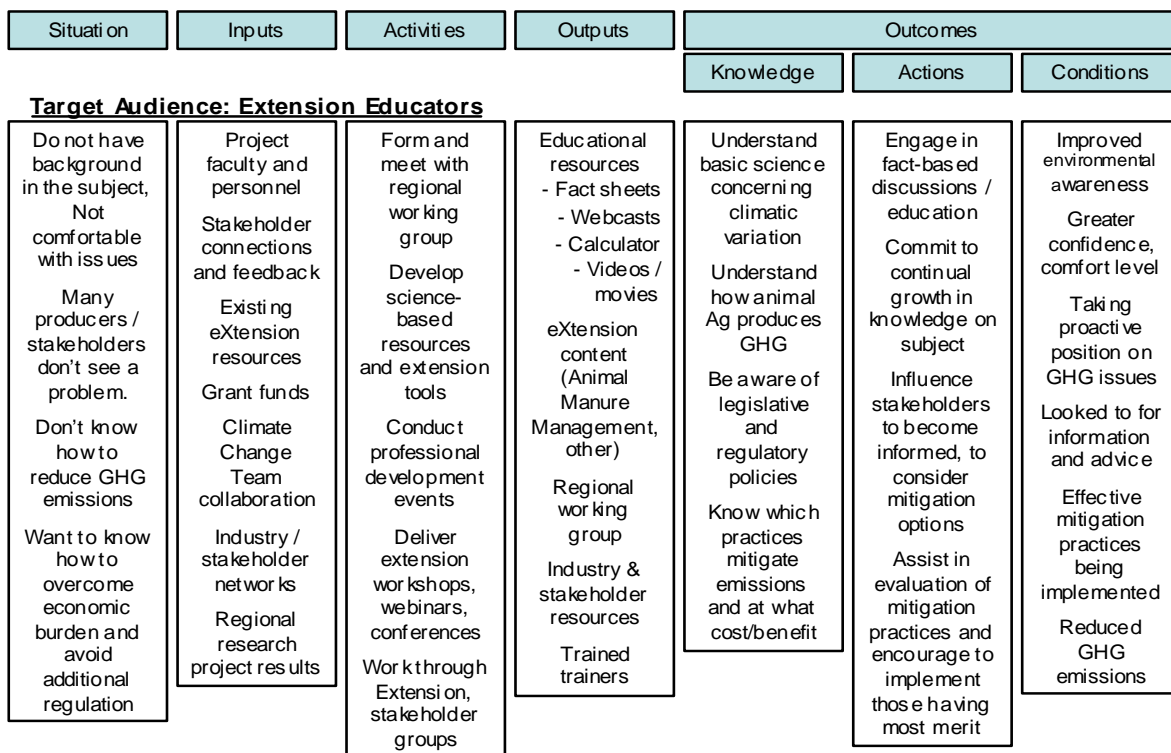 Situation
Inputs
Activities
Outputs
Outcomes
Knowledge
Actions
Conditions
Target Audience: Extension Educators
Do not have
background
in the subject,
Not
comfortable
with issues
Many
producers /
stakeholders
don't see a
problem.
Don't know
how to
reduce GHG
emissions
Want to know
how to
overcome
economic
burden and
avoid
additional
regulation
Project
faculty and
personnel
Stakeholder
connections
and feedback
Existing
eXtension
resources
Grant funds
Climate
Change
Team
collaboration
Industry /
stakeholder
networks
Regional
research
project results
Form and
meet with
regional
working
group
Develop
science-
based
resources
and extension
tools
Conduct
professional
development
events
Deliver
extension
workshops,
webinars,
conferences
Work through
Extension,
stakeholder
groups
Educational
resources
- Fact sheets
- Webcasts
- Calculator
- Videos /
movies
eXtension
content
(Animal
Manure
Management,
other)
Regional
working
group
Industry &
stakeholder
resources
Trained
trainers
Understand
basic science
concerning
climatic
variation
Understand
how animal
Ag produces
GHG
Be aware of
legislative
and
regulatory
policies
Know which
practices
mitigate
emissions
and at what
cost/benefit
Engage in
fact-based
discussions /
education
Commit to
continual
growth in
knowledge on
subject
Influence
stakeholders
to become
informed, to
consider
mitigation
options
Assist in
evaluation of
mitigation
practices and
encourage to
implement
those having
most merit
Improved
environmental
awareness
Greater
confidence,
comfort level
Taking
proactive
position on
GHG issues
Looked to for
information
and advice
Effective
mitigation
practices
being
implemented
Reduced
GHG
emissions